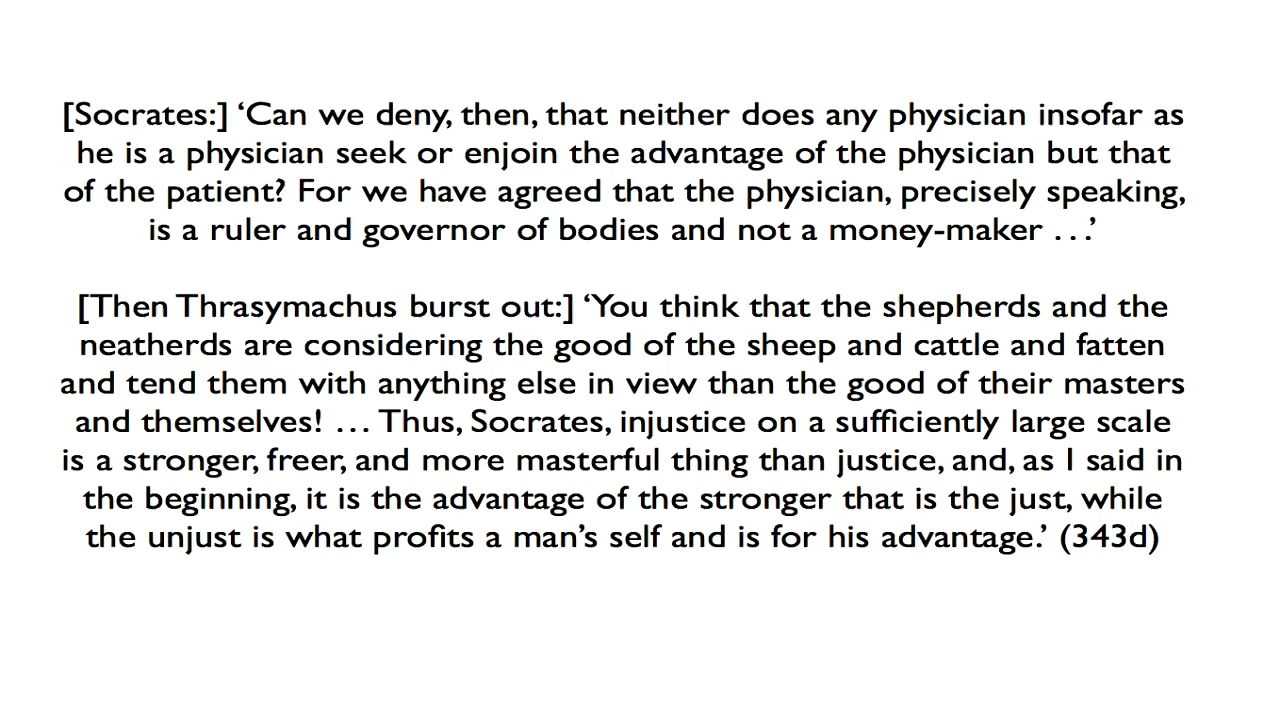 [Socrates:] ‘Can we deny, then, that neither does any physician insofar as
he is a physician seek or enjoin the advantage of the physician but that
of the patient? For we have agreed that the physician, precisely speaking,
is a ruler and governor of bodies and not a money-maker …’
[Then Thrasymachus burst out:] ‘You think that the shepherds and the
neatherds are considering the good of the sheep and cattle and fatten
and tend them with anything else in view than the good of their masters
and themselves! … Thus, Socrates, injustice on a sufficiently large scale
is a stronger, freer, and more masterful thing than justice, and, as I said in
the beginning, it is the advantage of the stronger that is the just, while
the unjust is what profits a man’s self and is for his advantage.’ (343d)